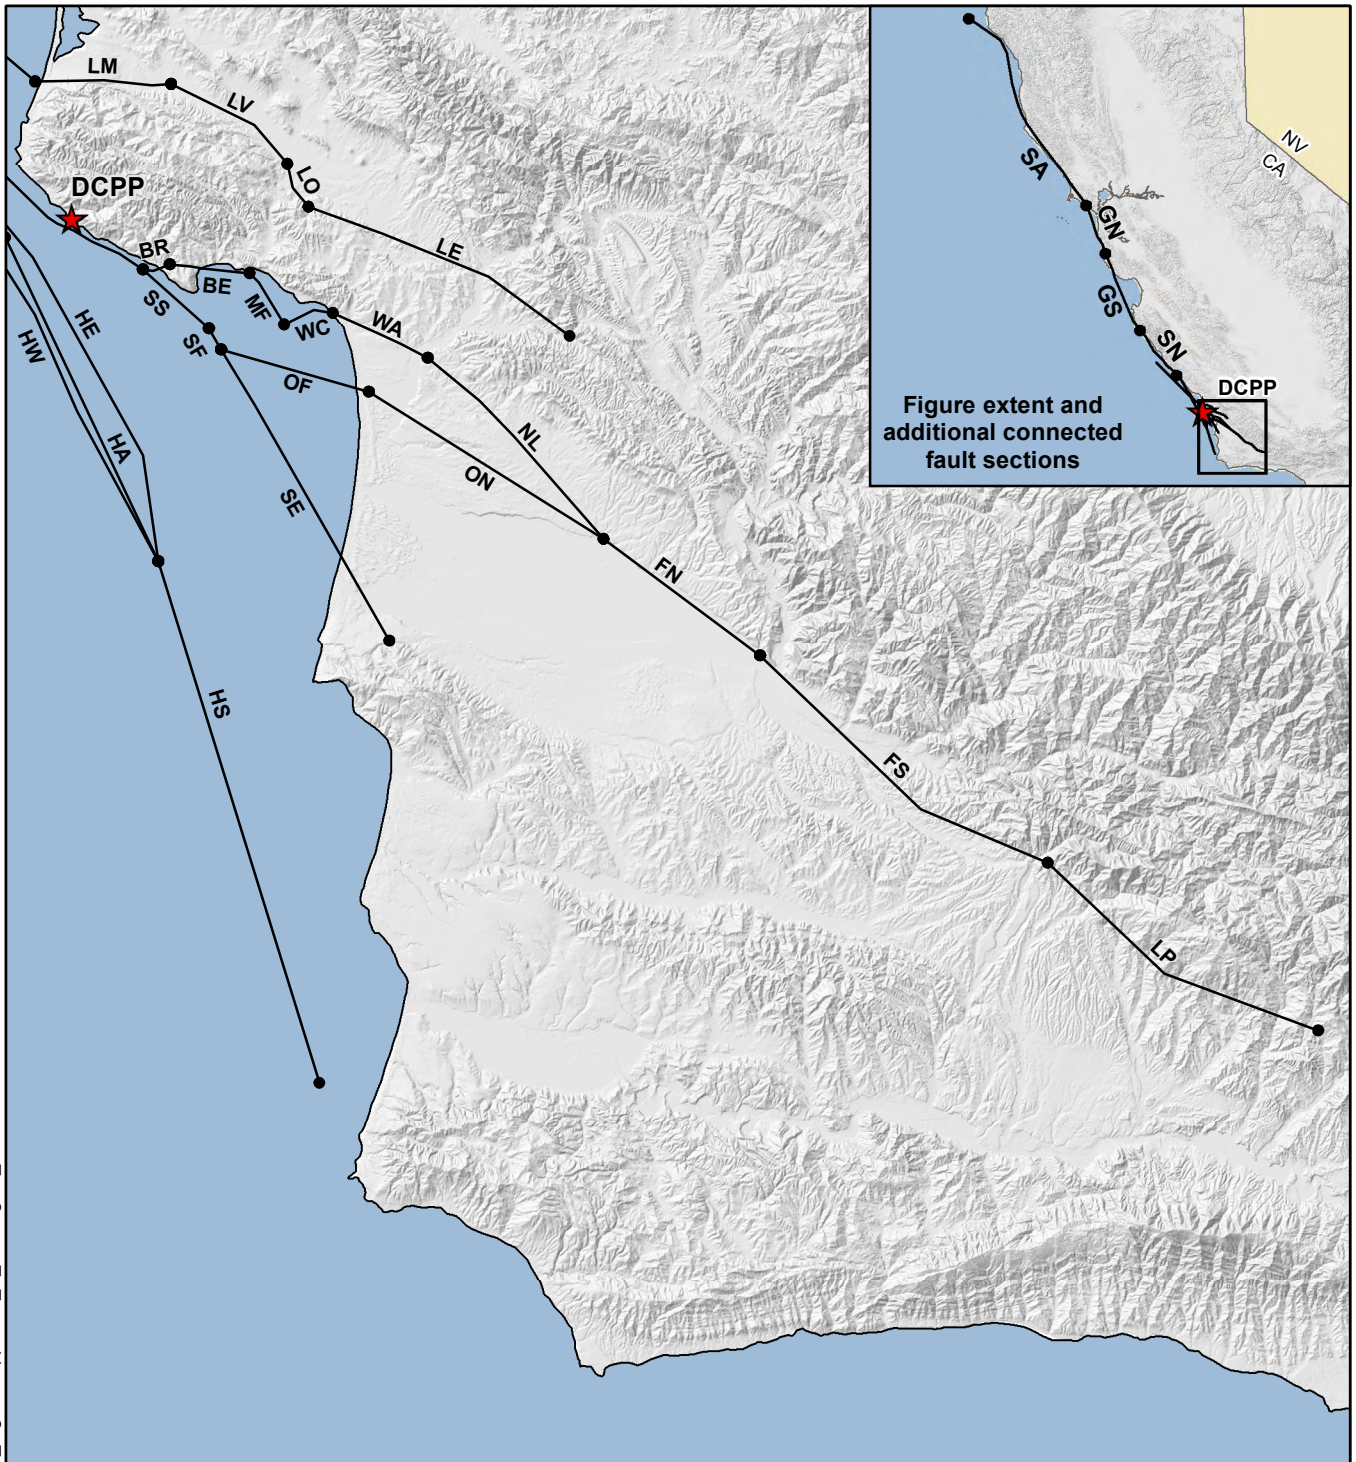 LM
LV
LO
DCPP
LE
BR
BE
SS
MF
WC
WA
SF
HE
HW
OF
HA
NL
ON
SE
FN
HS
FS
LP
NV
CA
SA
GN
GS
SN
DCPP
Figure extent and
additional connected
fault sections